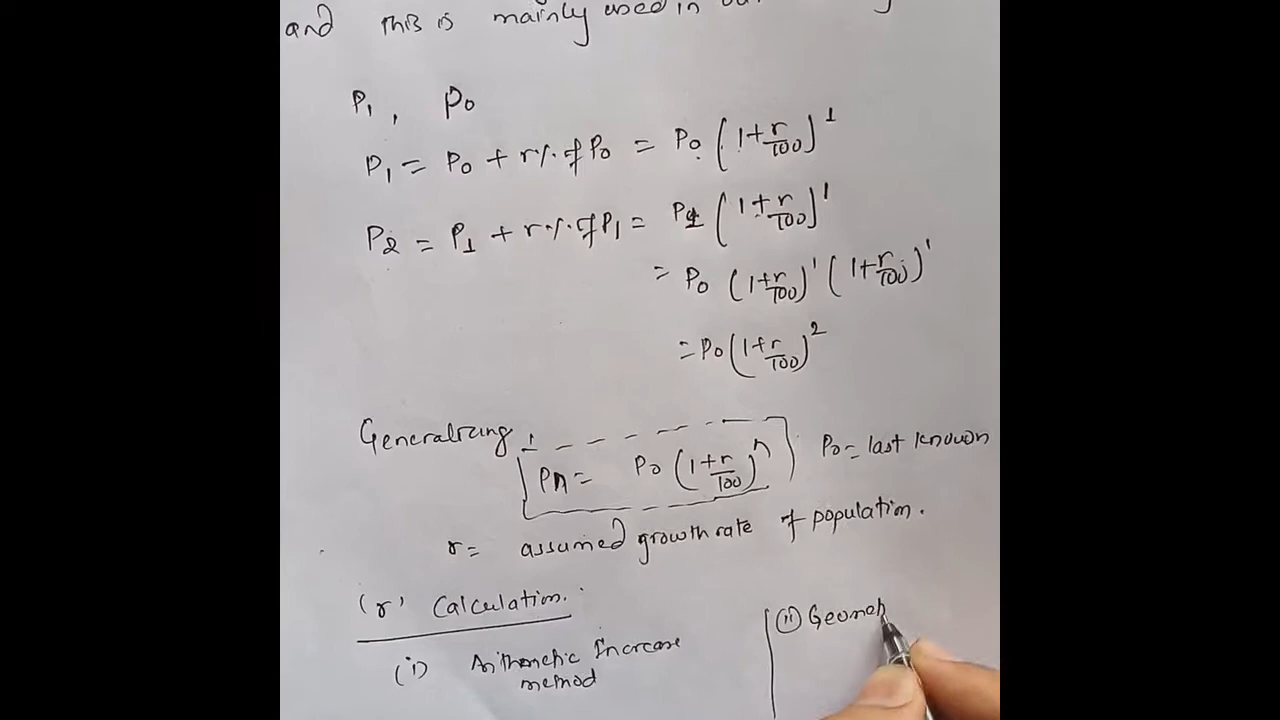 and this is mainly used in
P₁, P₀
P₁ = P₀ + r% of P₀ = P₀ (1+r/100)¹
P₂ = P₁ + r% of P₁ = P₁ (1+r/100)¹
= P₀ (1+r/100)¹ (1+r/100)¹
= P₀ (1+r/100)²
Generalizing
Pn = P₀ (1+r/100)ⁿ P₀ = last known
r = assumed growth rate of population.
'r' Calculation.
(i) Arithmetic Increase (ii) Geomet
method